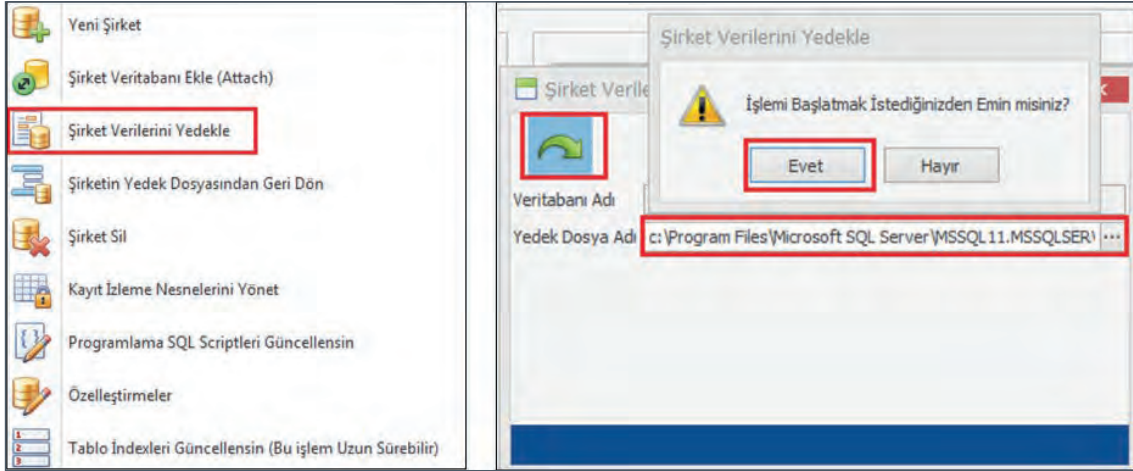 Yeni Şirket
Şirket Veritabanı Ekle (Attach)
Şirket Verilerini Yedekle
Şirketin Yedek Dosyasından Geri Dön
Şirket Sil
Kayıt İzleme Nesnelerini Yönet
Programlama SQL Scriptleri Güncellensin
Özelleştirmeler
Tablo İndexleri Güncellensin (Bu işlem Uzun Sürebilir)
Şirket Verilerini Yedekle
Şirket Verile
İşlemi Başlatmak İstediğinizden Emin misiniz?
Evet Hayır
Veritabanı Adı
Yedek Dosya Adı c:\Program Files\Microsoft SQL Server\MSSQL11.MSSQLSER\ ...